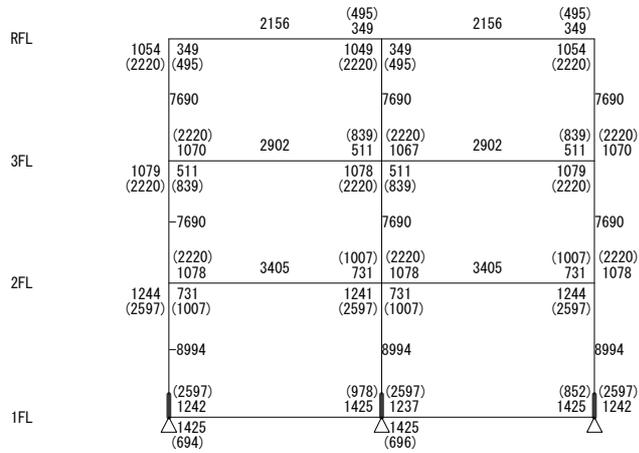 (495) (495)
2156 349 2156 349
RFL
1054 349 1049 349 1054
(2220) (495) (2220) (495) (2220)
7690 7690 7690
(2220) (839) (2220) (839) (2220)
1070 2902 511 1067 2902 511 1070
3FL
1079 511 1078 511 1079
(2220) (839) (2220) (839) (2220)
7690 7690 7690
(2220) (1007) (2220) (1007) (2220)
1078 3405 731 1078 3405 731 1078
2FL
1244 731 1241 731 1244
(2597) (1007) (2597) (1007) (2597)
8994 8994 8994
(2597) (978) (2597) (852) (2597)
1242 1425 1237 1425 1242
1FL
1425 1425
(694) (696)